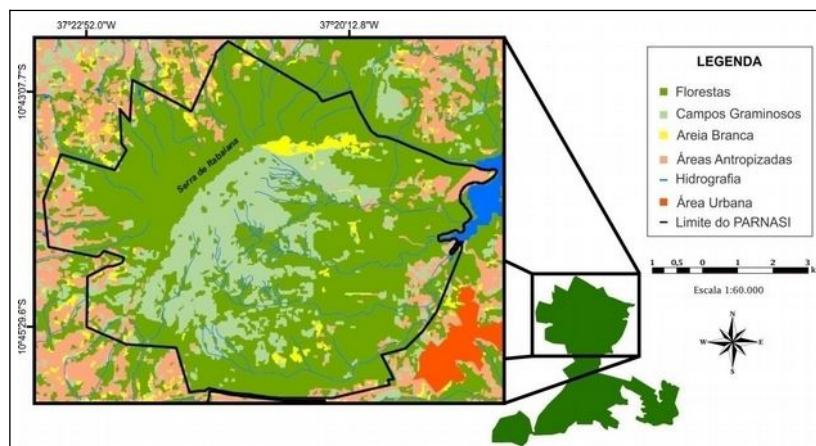 37°22'52.0"W
37°20'12.8"W
10°43'07.7"S
10°45'29.6"S
Serra de Itabaiana
LEGENDA
Florestas
Campos Graminosos
Areia Branca
Áreas Antropizadas
Hidrografia
Área Urbana
Limite do PARNASI
1 0,5 0 1 2 3 k
Escala 1:60.000
N
W E
S